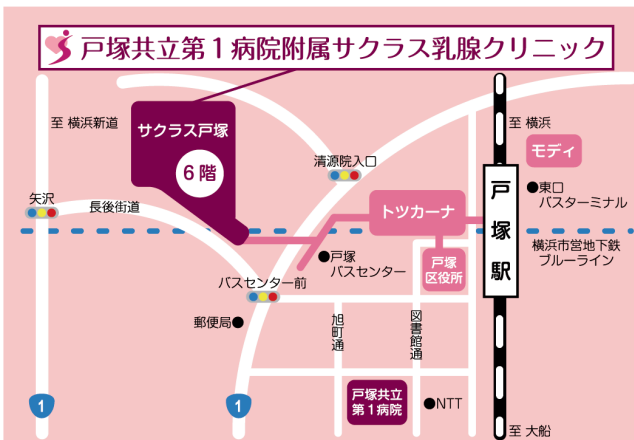 戸塚共立第1病院附属サクラス乳腺クリニック
至 横浜新道
サクラス戸塚
6階
至 横浜
モディ
清源院入口
矢沢
長後街道
トツカーナ
戸塚駅
●東口
バスターミナル
横浜市営地下鉄
ブルーライン
●戸塚
バスセンター
戸塚
区役所
バスセンター前
郵便局●
旭町通
図書館通
戸塚共立
第1病院
●NTT
1
1
至 大船